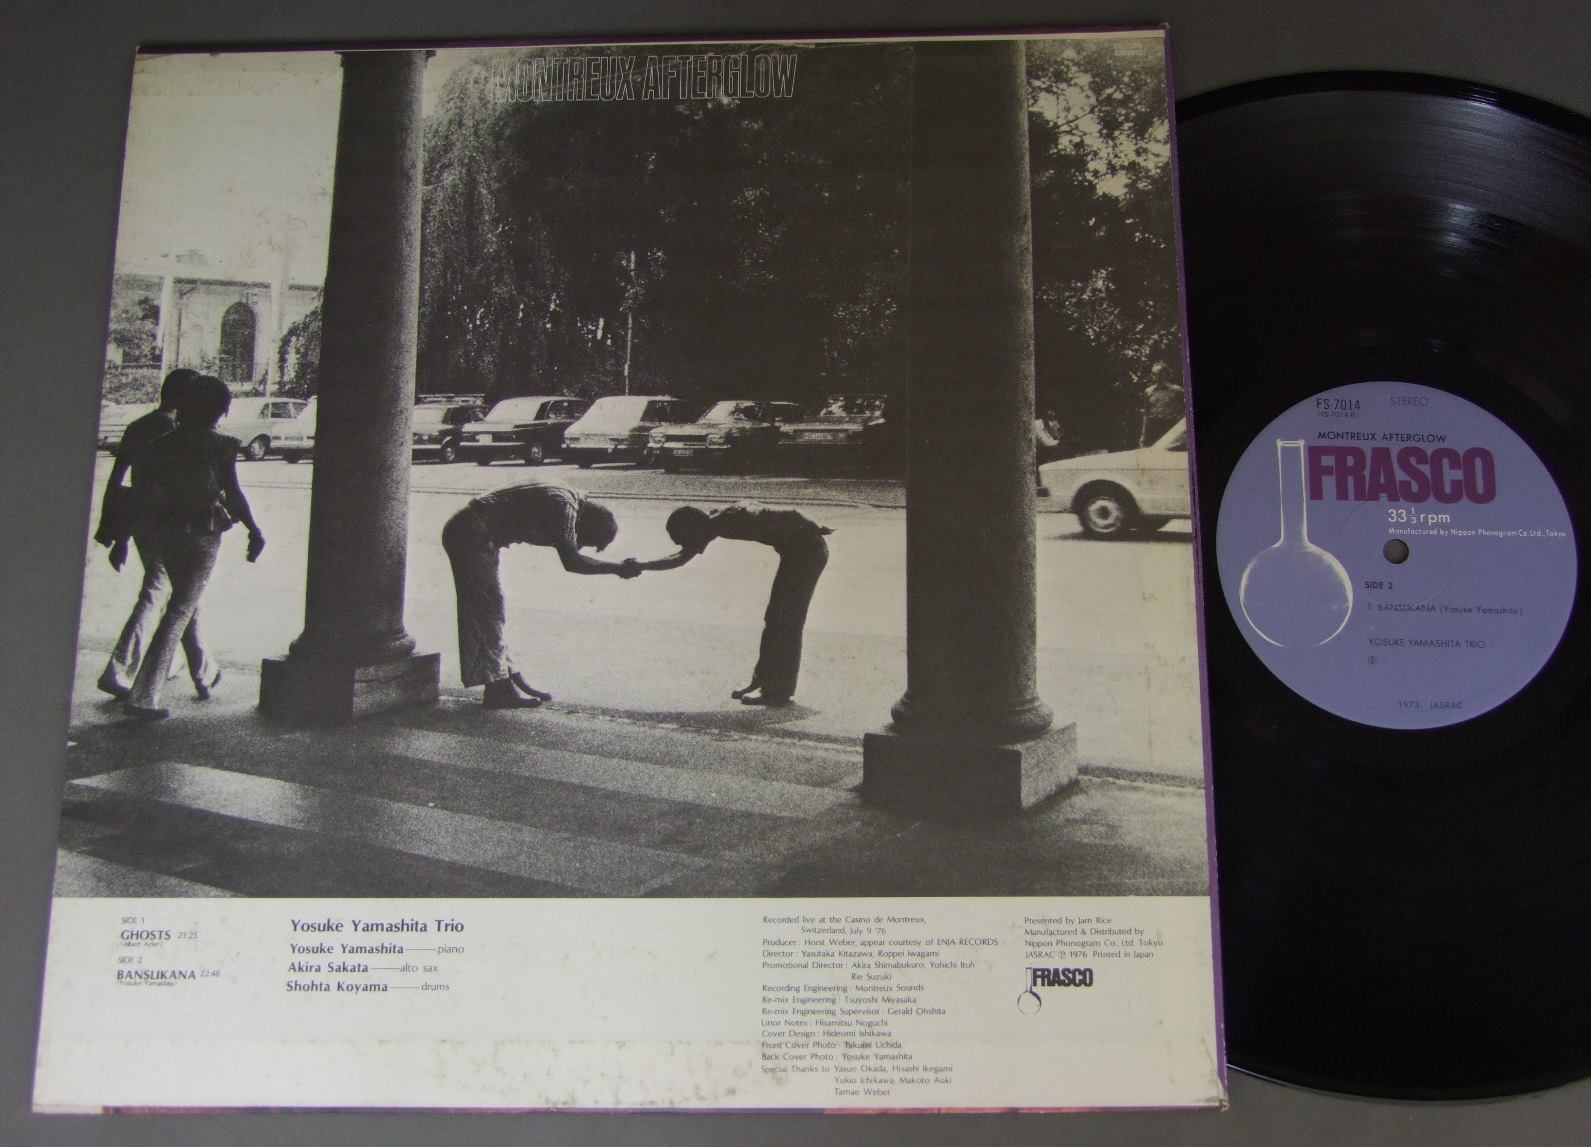 MONTREUX AFTERGLOW
SIDE 1
GHOSTS 21:25
(Albert Ayler)
SIDE 2
BANSLIKANA 22:48
(Yosuke Yamashita)
Yosuke Yamashita Trio
Yosuke Yamashita——piano
Akira Sakata——alto sax
Shohta Koyama——drums
Recorded live at the Casino de Montreux,
Switzerland, July 9 '76
Producer : Horst Weber, appear courtesy of ENJA RECORDS
Director : Yasutaka Kitazawa, Roppei Iwagami
Promotional Director : Akira Shimabukuro, Yohichi Itoh
Rie Suzuki
Recording Engineering : Montreux Sounds
Re-mix Engineering : Tsuyoshi Miyasaka
Re-mix Engineering Supervisor : Gerald Ohshita
Linor Notes : Hisamitsu Noguchi
Cover Design : Hideomi Ishikawa
Front Cover Photo : Takumi Uchida
Back Cover Photo : Yosuke Yamashita
Special Thanks to Yasuo Okada, Hisashi Ikegami
Yukio Ichikawa, Makoto Aoki
Tamae Weber
Presented by Jam Rice
Manufactured & Distributed by
Nippon Phonogram Co., Ltd. Tokyo
JASRAC Ⓟ 1976 Printed in Japan
FRASCO
FS-7014 STEREO
(FS-7014 B)
MONTREUX AFTERGLOW
FRASCO
33 1/3 rpm
Manufactured by Nippon Phonogram Co., Ltd., Tokyo
SIDE 2
1. BANSLIKANA (Yosuke Yamashita)
YOSUKE YAMASHITA TRIO
①
1975. JASRAC